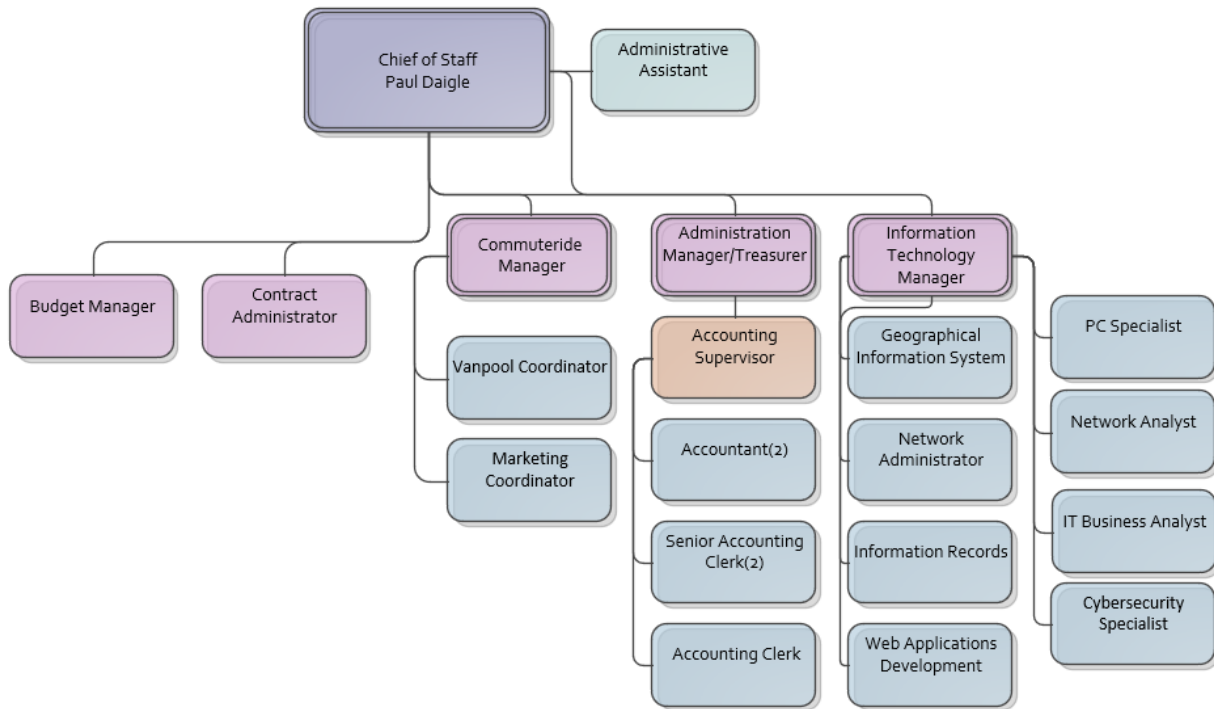 Chief of Staff
Paul Daigle
Administrative
Assistant
Budget Manager
Contract
Administrator
Commuteride
Manager
Vanpool Coordinator
Marketing
Coordinator
Administration
Manager/Treasurer
Accounting
Supervisor
Accountant(2)
Senior Accounting
Clerk(2)
Accounting Clerk
Information
Technology
Manager
Geographical
Information System
Network
Administrator
Information Records
Web Applications
Development
PC Specialist
Network Analyst
IT Business Analyst
Cybersecurity
Specialist